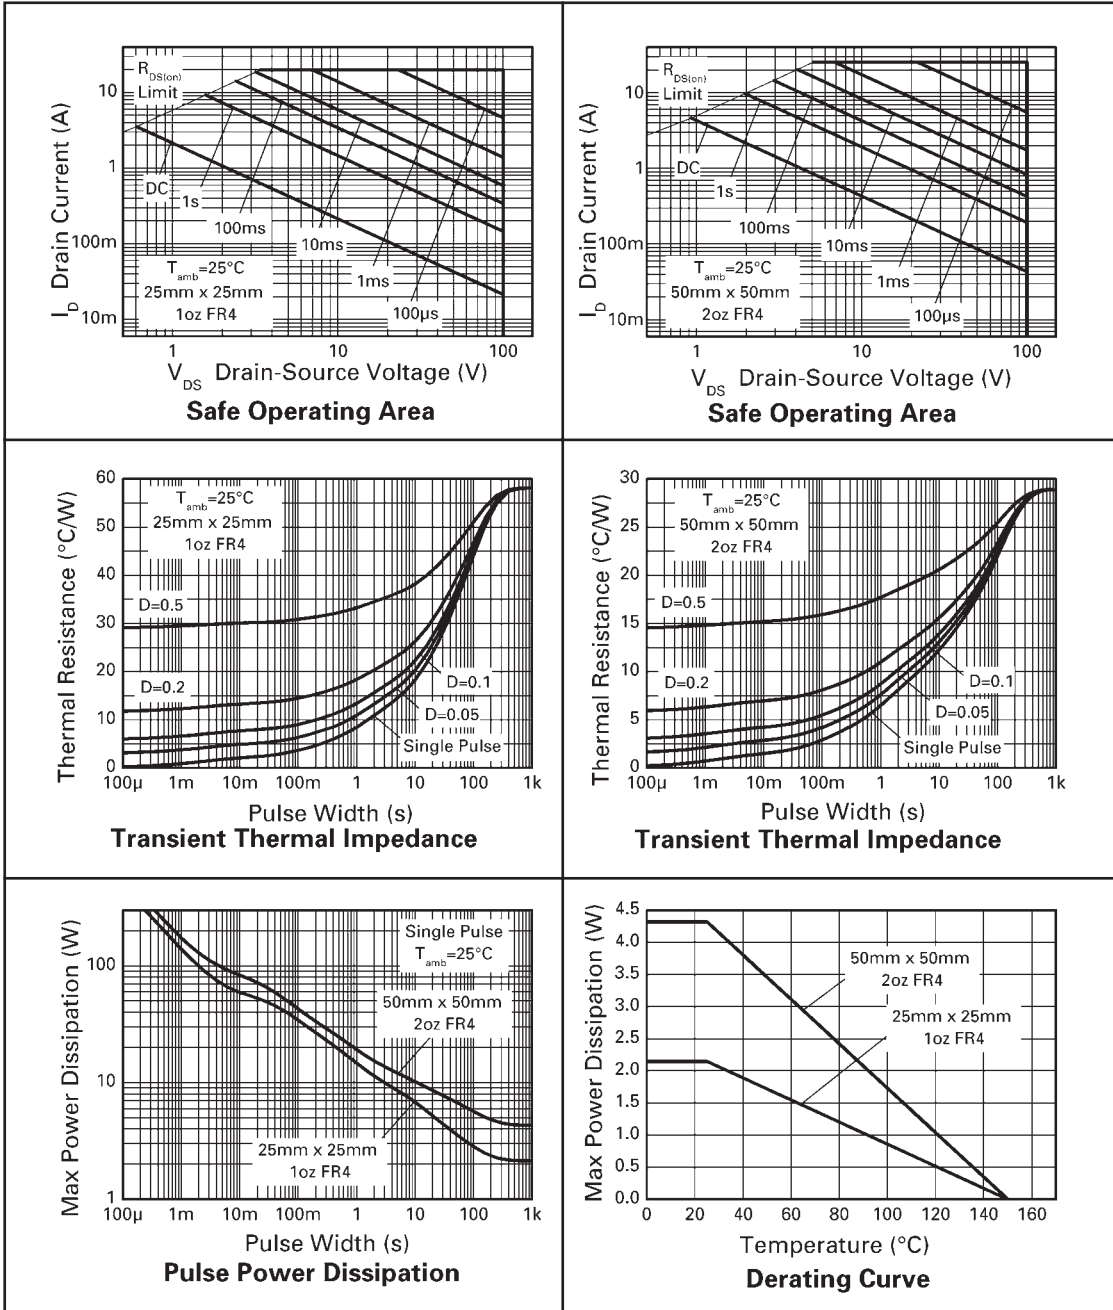 R DS(on)
Limit
10
1
100m
10m
I D Drain Current (A)
DC
1s
100ms
10ms
1ms
100µs
T amb =25°C
25mm x 25mm
1oz FR4
1 10 100
V DS Drain-Source Voltage (V)
Safe Operating Area
R DS(on)
Limit
10
1
100m
10m
I D Drain Current (A)
DC
1s
100ms
10ms
1ms
100µs
T amb =25°C
50mm x 50mm
2oz FR4
1 10 100
V DS Drain-Source Voltage (V)
Safe Operating Area
60
50
40
30
20
10
0
Thermal Resistance (°C/W)
T amb =25°C
25mm x 25mm
1oz FR4
D=0.5
D=0.2
D=0.1
D=0.05
Single Pulse
100µ 1m 10m 100m 1 10 100 1k
Pulse Width (s)
Transient Thermal Impedance
30
25
20
15
10
5
0
Thermal Resistance (°C/W)
T amb =25°C
50mm x 50mm
2oz FR4
D=0.5
D=0.2
D=0.1
D=0.05
Single Pulse
100µ 1m 10m 100m 1 10 100 1k
Pulse Width (s)
Transient Thermal Impedance
100
10
1
Max Power Dissipation (W)
Single Pulse
T amb =25°C
50mm x 50mm
2oz FR4
25mm x 25mm
1oz FR4
100µ 1m 10m 100m 1 10 100 1k
Pulse Width (s)
Pulse Power Dissipation
4.5
4.0
3.5
3.0
2.5
2.0
1.5
1.0
0.5
0.0
Max Power Dissipation (W)
50mm x 50mm
2oz FR4
25mm x 25mm
1oz FR4
0 20 40 60 80 100 120 140 160
Temperature (°C)
Derating Curve